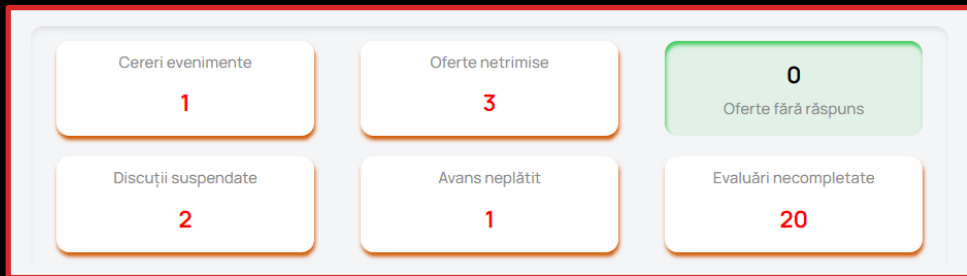 Cereri evenimente
1
Oferte netrimise
3
0
Oferte fără răspuns
Discuții suspendate
2
Avans neplătit
1
Evaluări necompletate
20